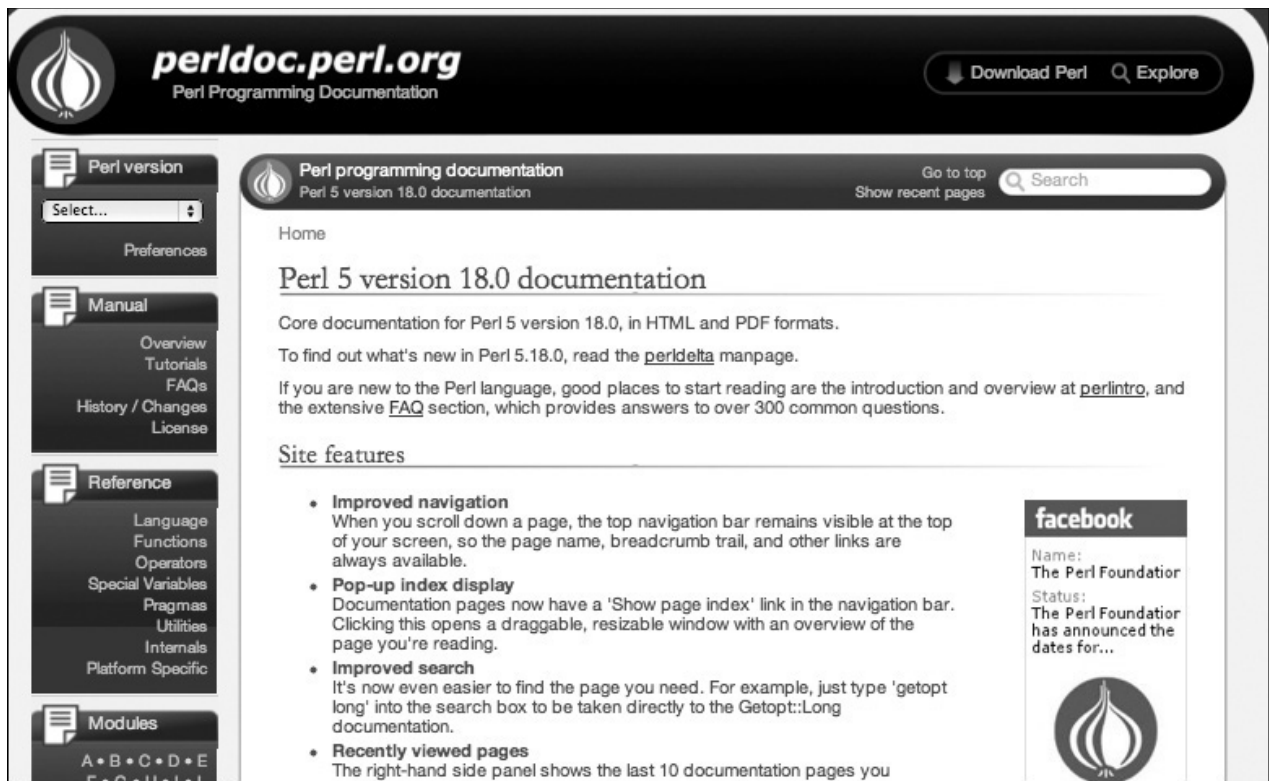 perldoc.perl.org
Perl Programming Documentation
Download Perl
Explore
Perl version
Select...
Preferences
Manual
Overview
Tutorials
FAQs
History / Changes
License
Reference
Language
Functions
Operators
Special Variables
Pragmas
Utilities
Internals
Platform Specific
Modules
A • B • C • D • E
Perl programming documentation
Perl 5 version 18.0 documentation
Go to top
Show recent pages
Search
Home
Perl 5 version 18.0 documentation
Core documentation for Perl 5 version 18.0, in HTML and PDF formats.
To find out what's new in Perl 5.18.0, read the perldelta manpage.
If you are new to the Perl language, good places to start reading are the introduction and overview at perlintro, and
the extensive FAQ section, which provides answers to over 300 common questions.
Site features
• Improved navigation
When you scroll down a page, the top navigation bar remains visible at the top
of your screen, so the page name, breadcrumb trail, and other links are
always available.
• Pop-up index display
Documentation pages now have a 'Show page index' link in the navigation bar.
Clicking this opens a draggable, resizable window with an overview of the
page you're reading.
• Improved search
It's now even easier to find the page you need. For example, just type 'getopt
long' into the search box to be taken directly to the Getopt::Long
documentation.
• Recently viewed pages
The right-hand side panel shows the last 10 documentation pages you
facebook
Name:
The Perl Foundation
Status:
The Perl Foundation
has announced the
dates for...